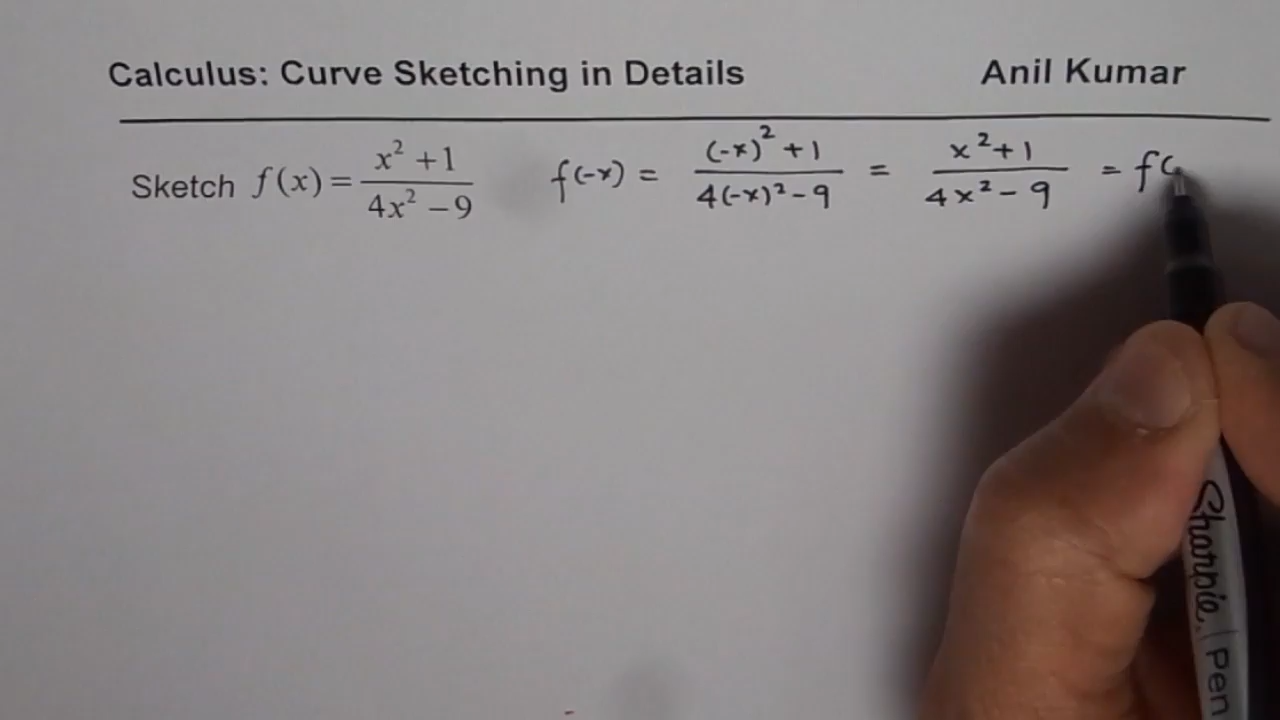 Calculus: Curve Sketching in Details Anil Kumar
Sketch f(x) = (x² + 1)/(4x² − 9) f(-x) = ((-x)² + 1)/(4(-x)² - 9) = (x² + 1)/(4x² - 9) = f(
Sharpie. Pen